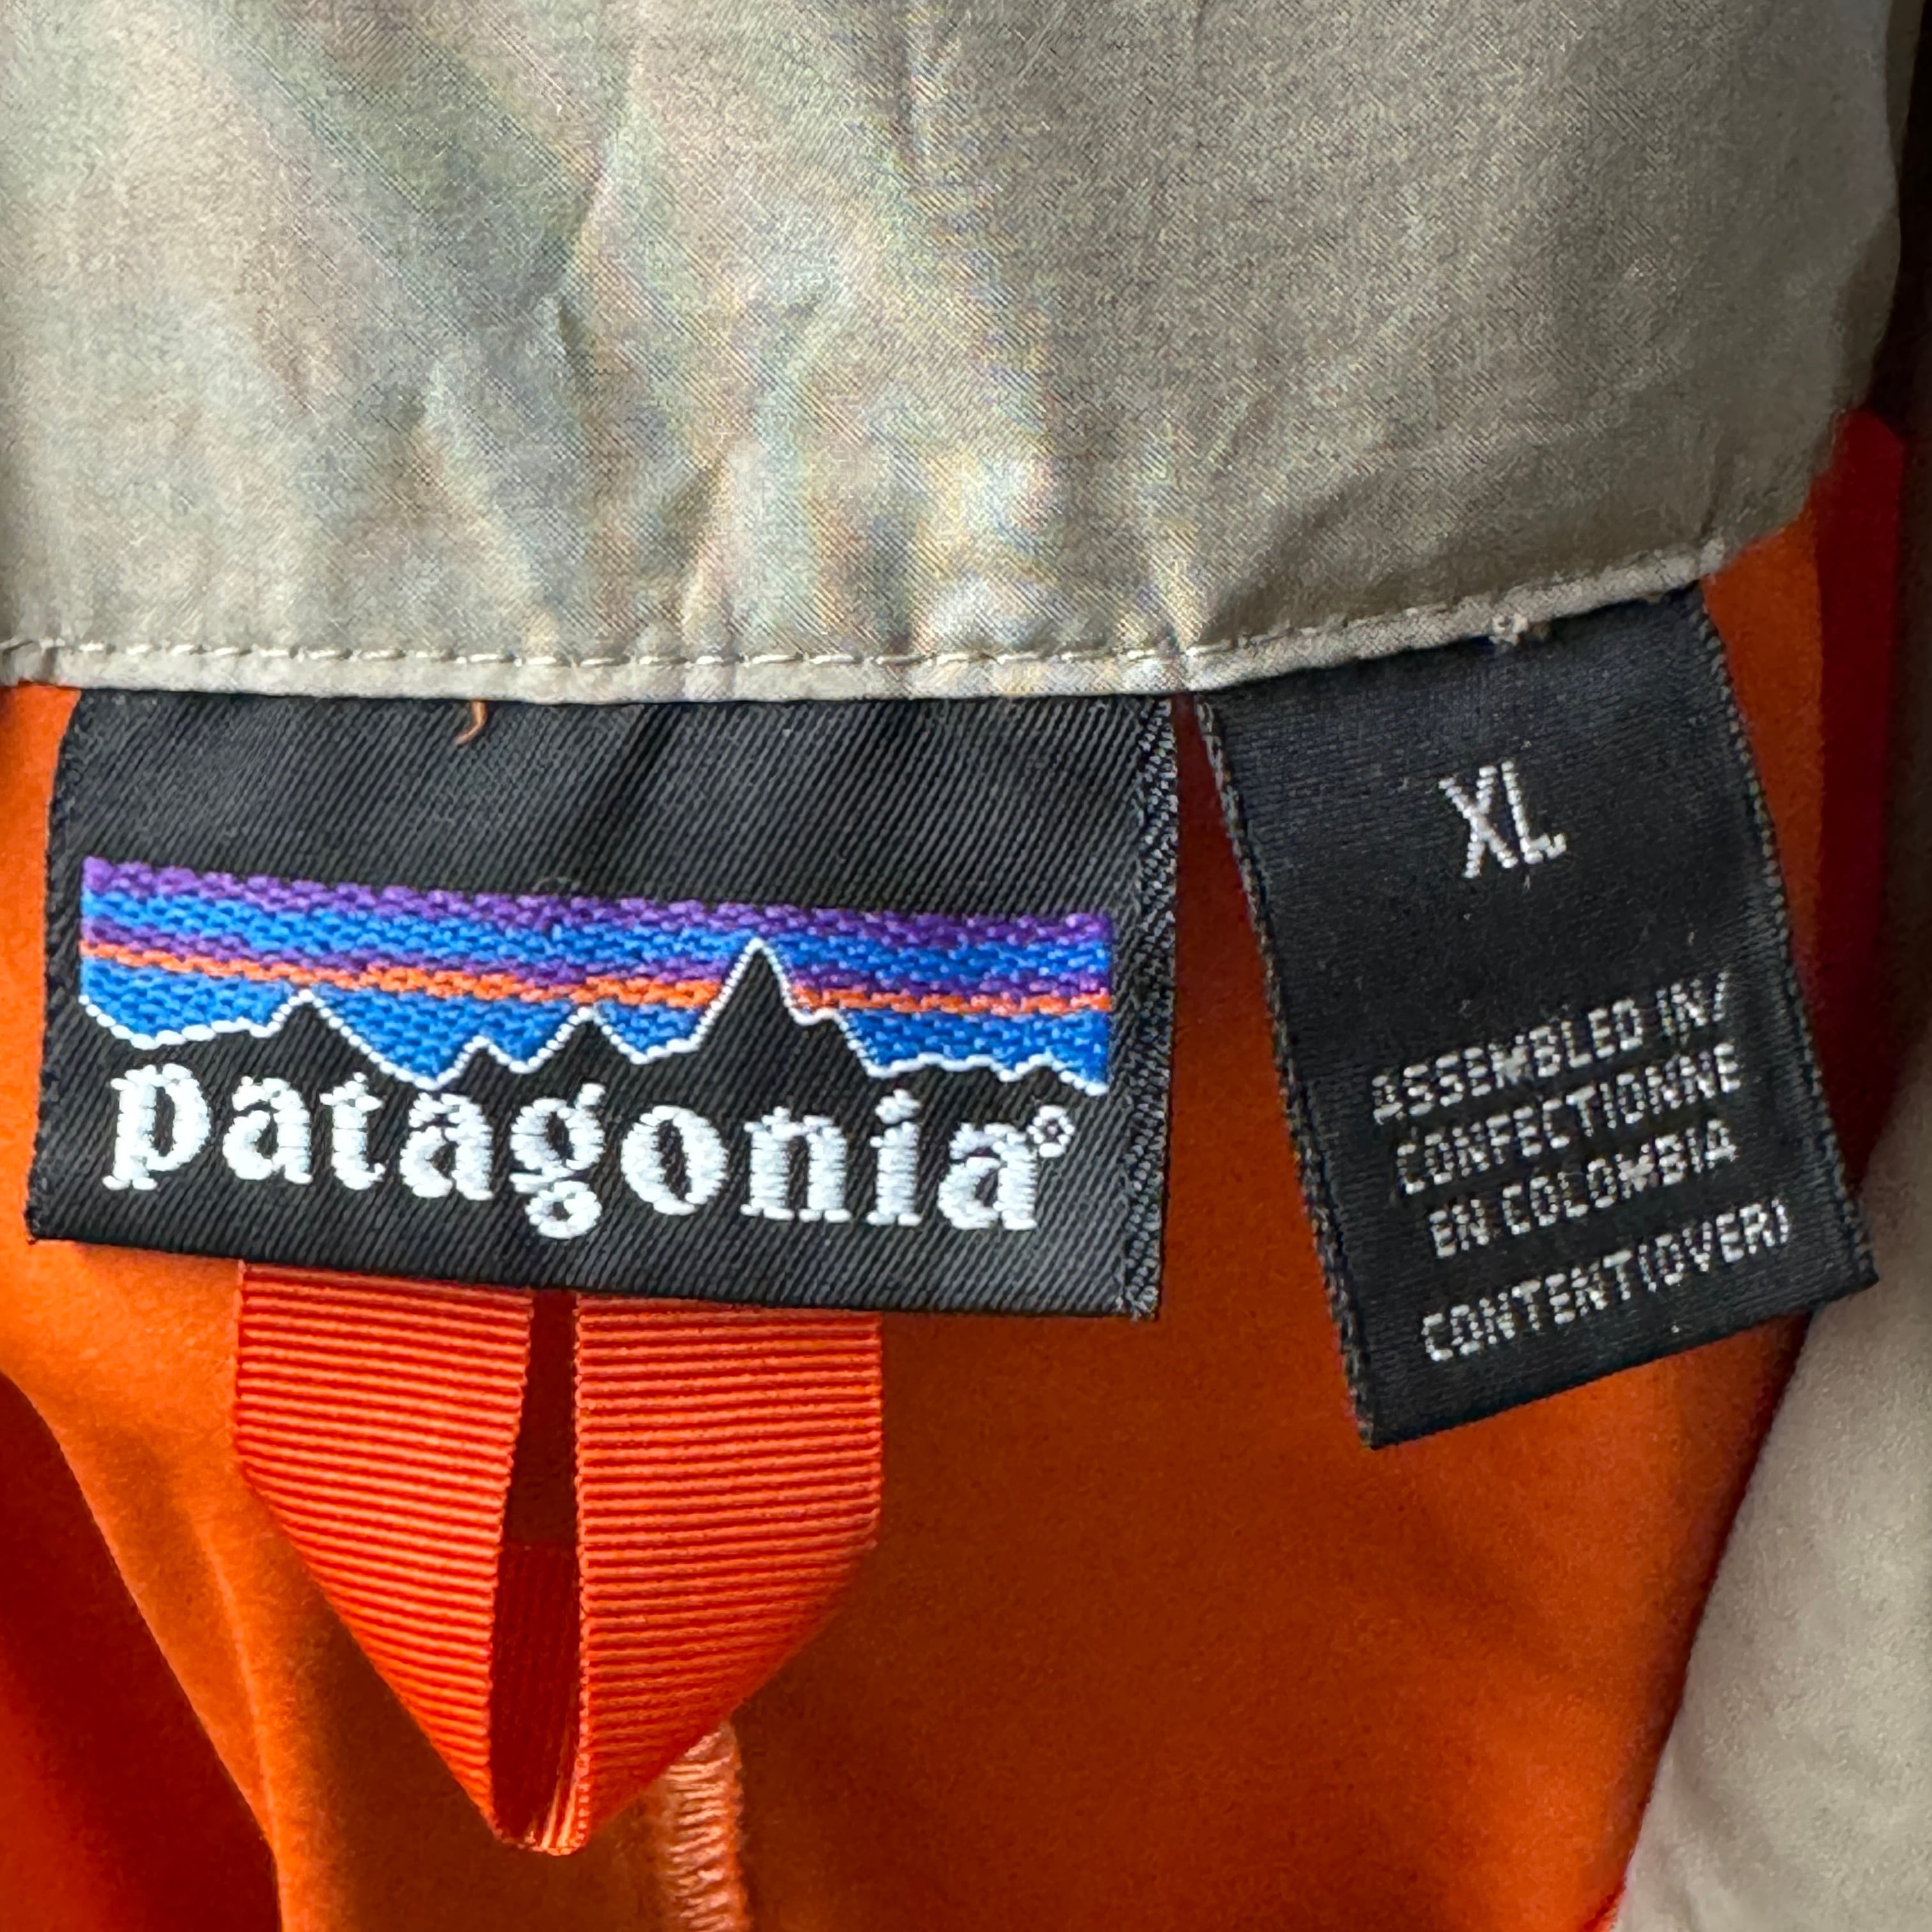 patagonia®
XL
ASSEMBLED IN/
CONFECTIONNE
EN COLOMBIA
CONTENT(OVER)